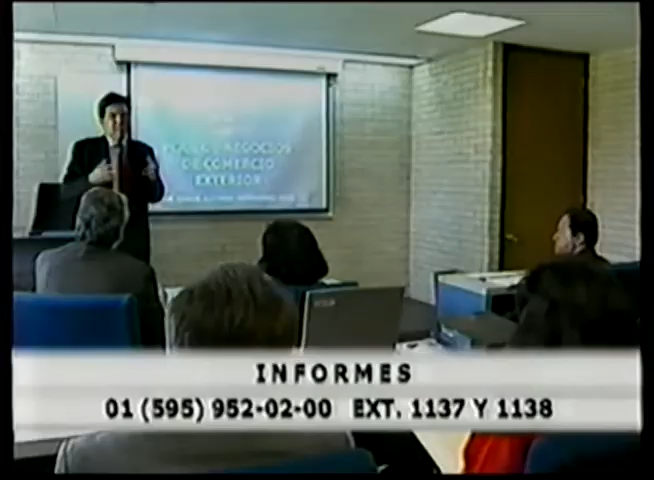 NEGOCIOS
DE COMERCIO
EXTERIOR
INFORMES
01 (595) 952-02-00 EXT. 1137 Y 1138